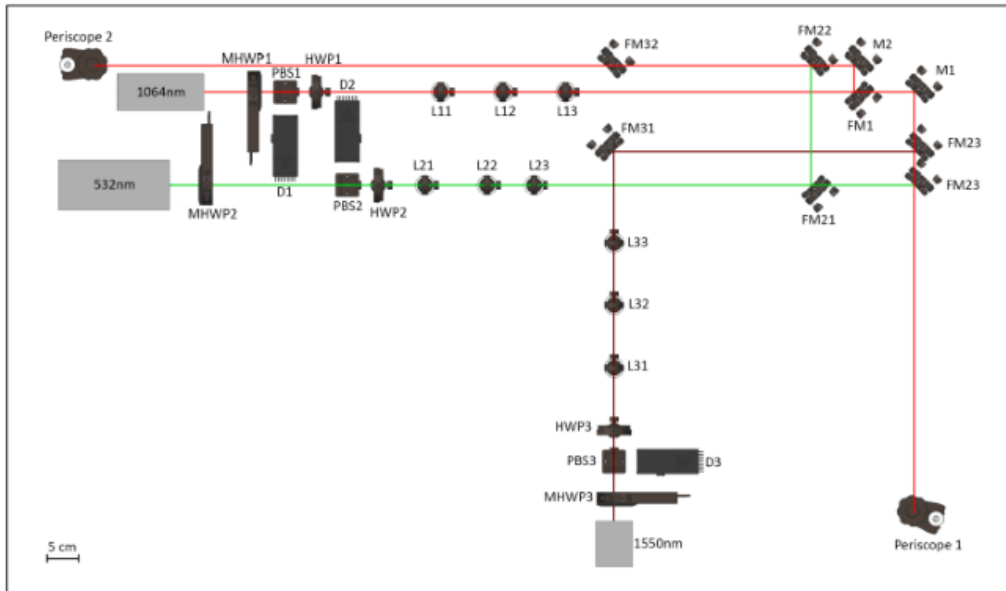 Periscope 2
MHWP1
PBS1
HWP1
D2
FM32
FM22
M2
M1
1064nm
L11
L12
L13
FM1
FM31
FM23
532nm
MHWP2
D1
PBS2
HWP2
L21
L22
L23
FM21
FM23
L33
L32
L31
HWP3
PBS3
D3
MHWP3
1550nm
Periscope 1
5 cm